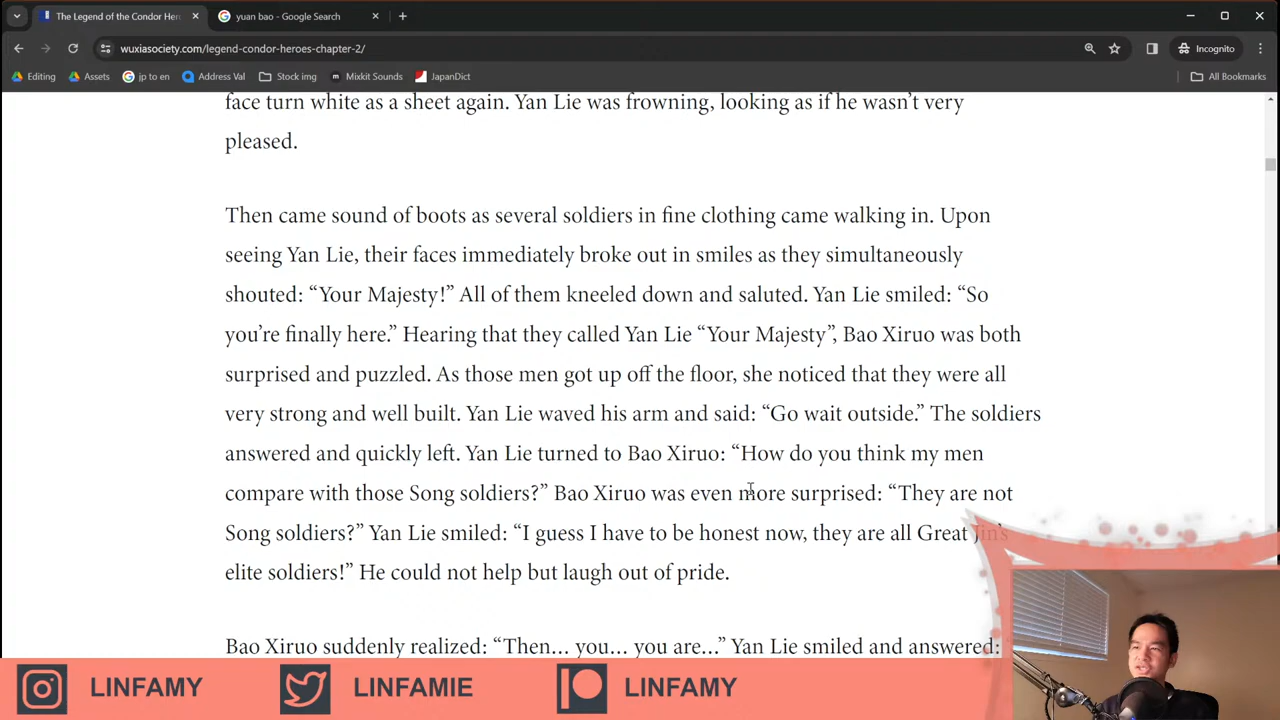 The Legend of the Condor Her
yuan bao - Google Search
wuxiasociety.com/legend-condor-heroes-chapter-2/
Incognito
Editing
Assets
jp to en
Address Val
Stock img
Mixkit Sounds
JapanDict
All Bookmarks
face turn white as a sheet again. Yan Lie was frowning, looking as if he wasn’t very
pleased.
Then came sound of boots as several soldiers in fine clothing came walking in. Upon
seeing Yan Lie, their faces immediately broke out in smiles as they simultaneously
shouted: “Your Majesty!” All of them kneeled down and saluted. Yan Lie smiled: “So
you’re finally here.” Hearing that they called Yan Lie “Your Majesty”, Bao Xiruo was both
surprised and puzzled. As those men got up off the floor, she noticed that they were all
very strong and well built. Yan Lie waved his arm and said: “Go wait outside.” The soldiers
answered and quickly left. Yan Lie turned to Bao Xiruo: “How do you think my men
compare with those Song soldiers?” Bao Xiruo was even more surprised: “They are not
Song soldiers?” Yan Lie smiled: “I guess I have to be honest now, they are all Great Jin’s
elite soldiers!” He could not help but laugh out of pride.
Bao Xiruo suddenly realized: “Then… you… you are…” Yan Lie smiled and answered:
LINFAMY
LINFAMIE
LINFAMY